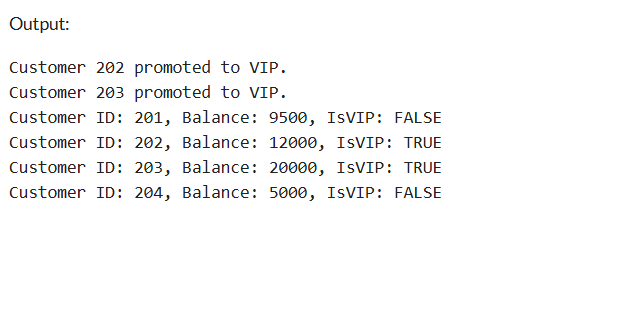 Output:
Customer 202 promoted to VIP.
Customer 203 promoted to VIP.
Customer ID: 201, Balance: 9500, IsVIP: FALSE
Customer ID: 202, Balance: 12000, IsVIP: TRUE
Customer ID: 203, Balance: 20000, IsVIP: TRUE
Customer ID: 204, Balance: 5000, IsVIP: FALSE